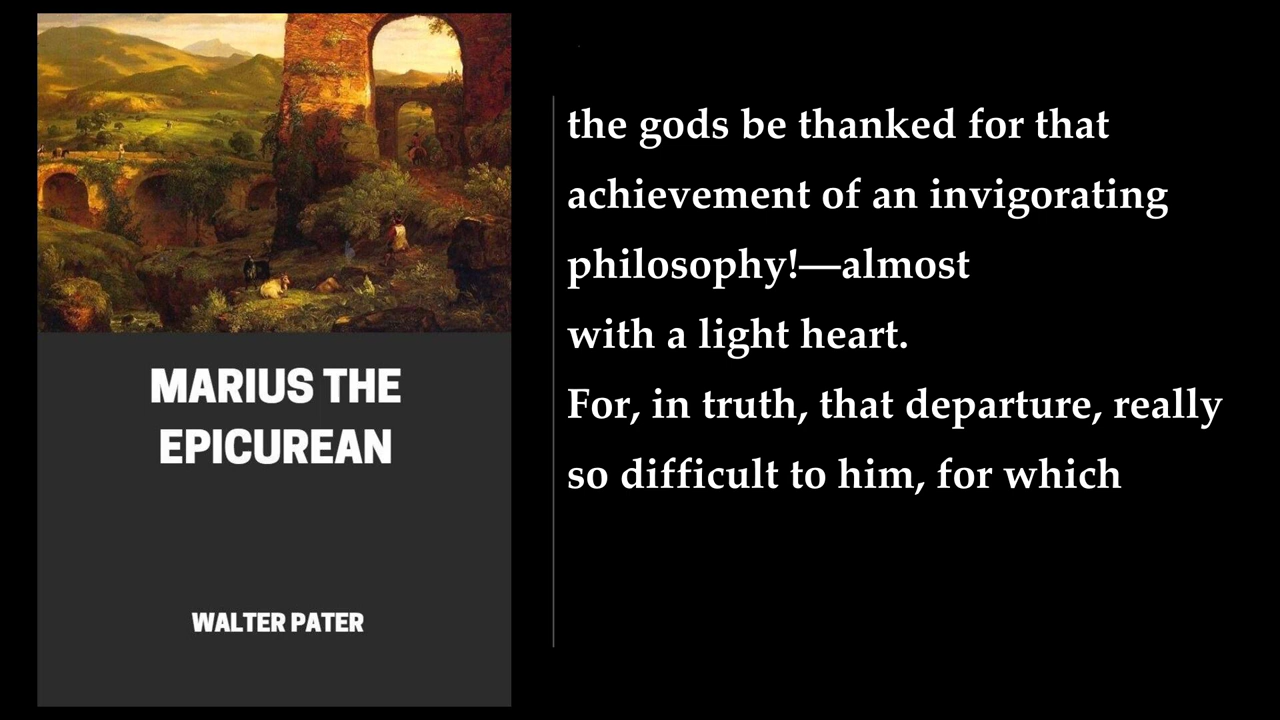 MARIUS THE
EPICUREAN
WALTER PATER
the gods be thanked for that
achievement of an invigorating
philosophy!—almost
with a light heart.
For, in truth, that departure, really
so difficult to him, for which